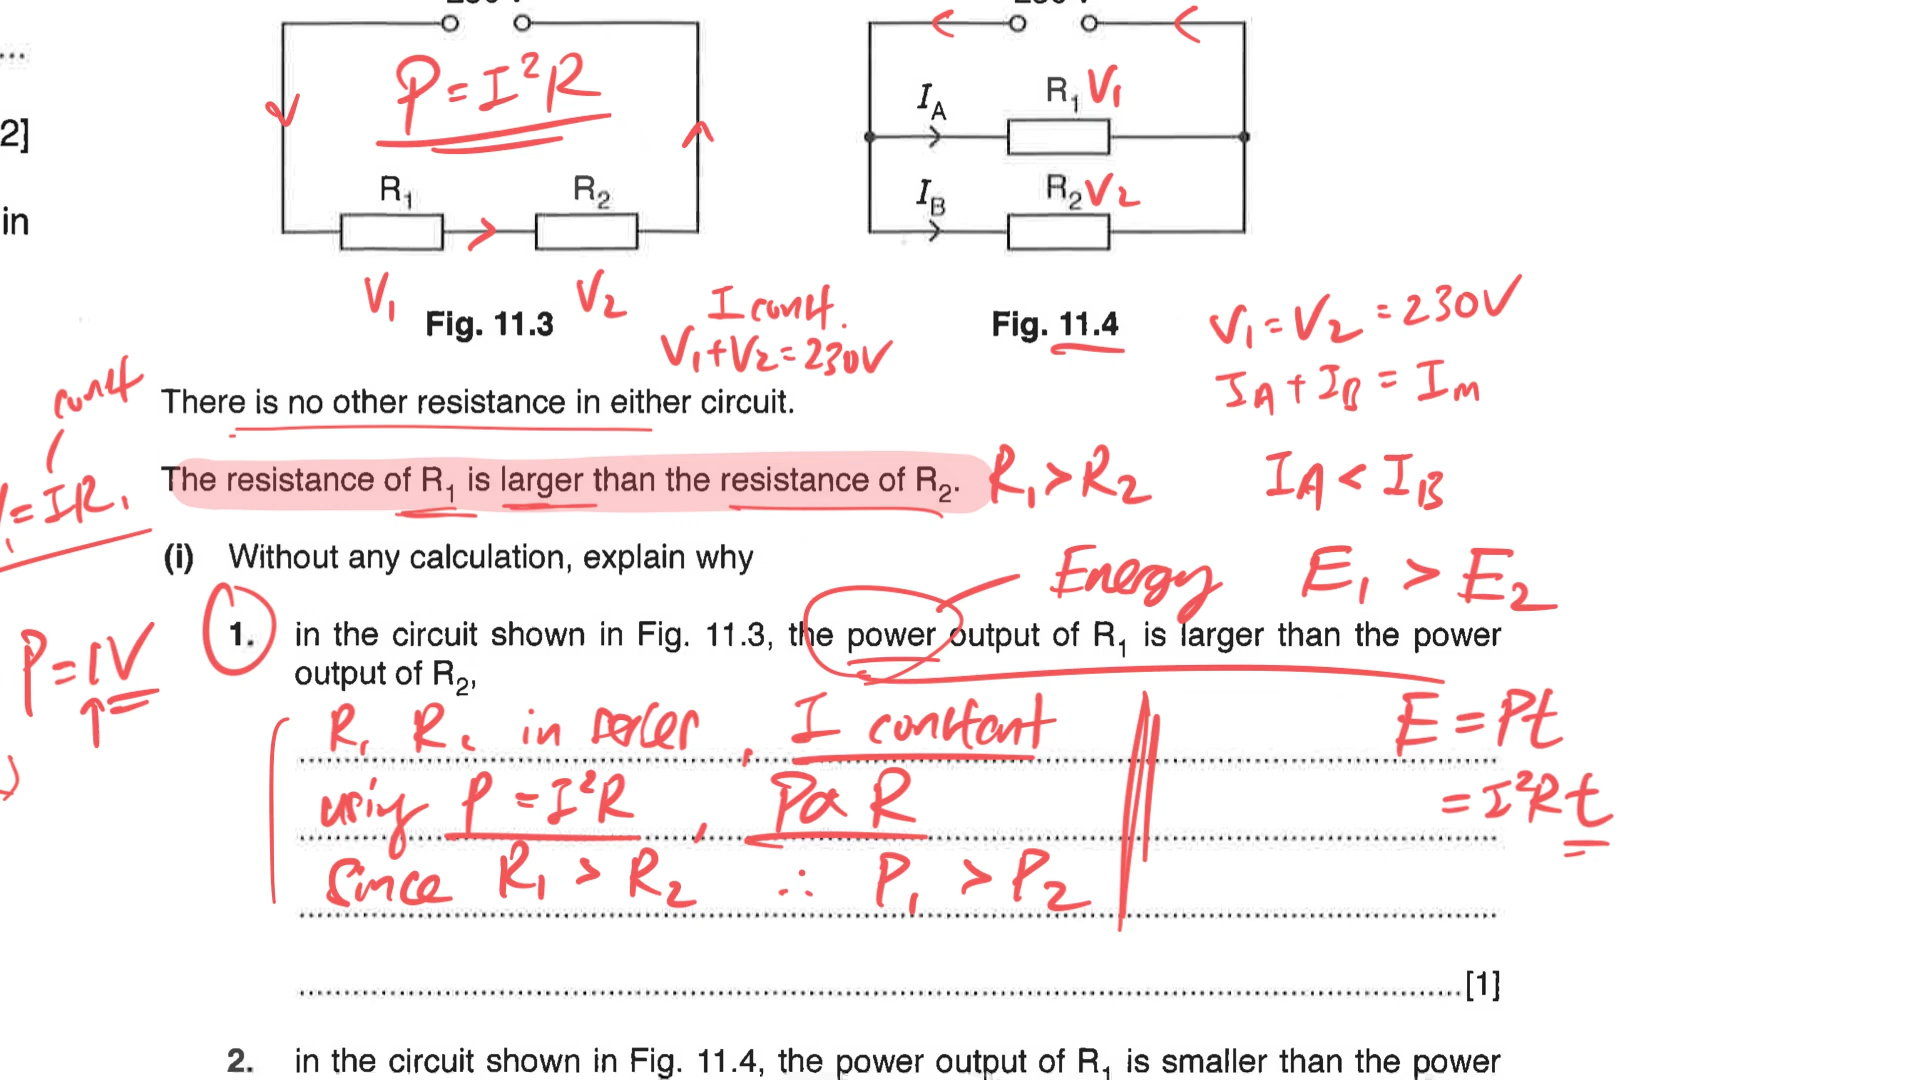 P = I²R
2]
in
R₁
R₂
V₁
V₂
Fig. 11.3
I const.
V₁+V₂=230V
I_A
R₁ V₁
I_B
R₂ V₂
Fig. 11.4
V₁=V₂=230V
I_A + I_B = I_M
I_A < I_B
const
There is no other resistance in either circuit.
The resistance of R₁ is larger than the resistance of R₂.
R₁>R₂
=IR₁
(i) Without any calculation, explain why
Energy E₁ > E₂
1. in the circuit shown in Fig. 11.3, the power output of R₁ is larger than the power
output of R₂,
P=IV
R₁ in , I constant
using P = I²R, P α R
Since R₁ > R₂ ∴ P₁ > P₂
E = Pt
= I²Rt
[1]
2. in the circuit shown in Fig. 11.4, the power output of R₁ is smaller than the power